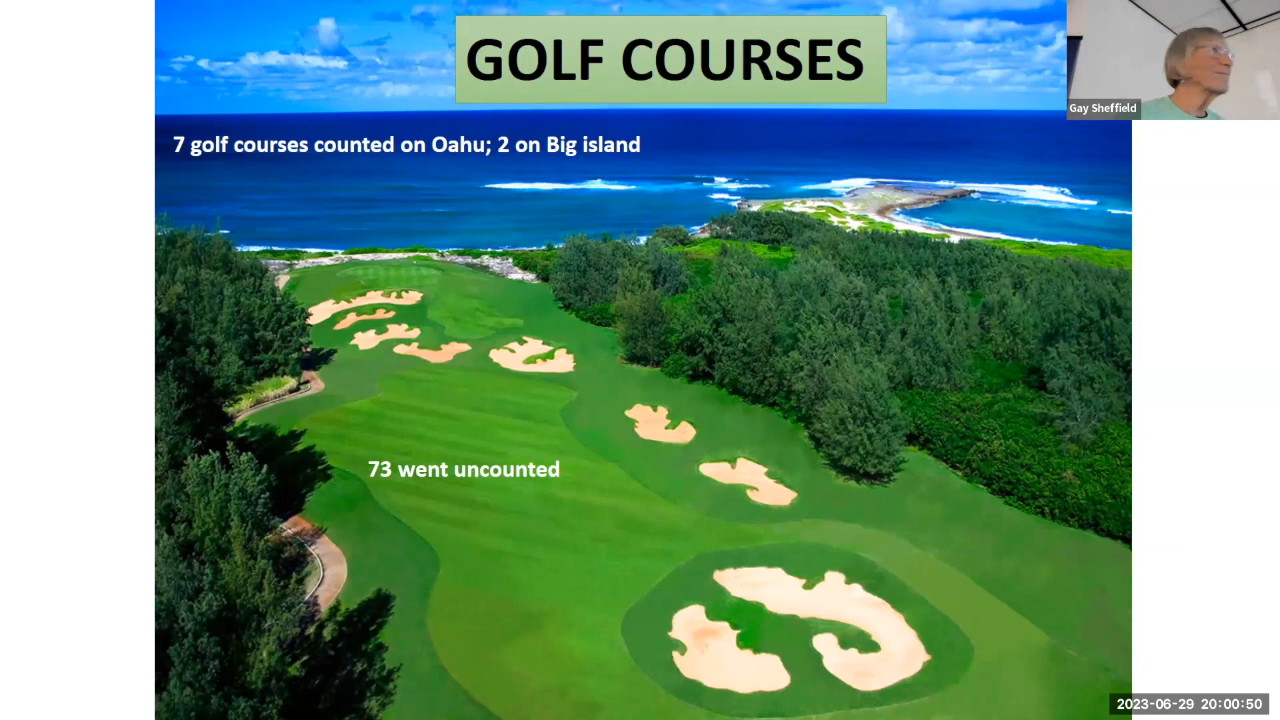 GOLF COURSES
Gay Sheffield
7 golf courses counted on Oahu; 2 on Big island
73 went uncounted
2023-06-29 20:00:50